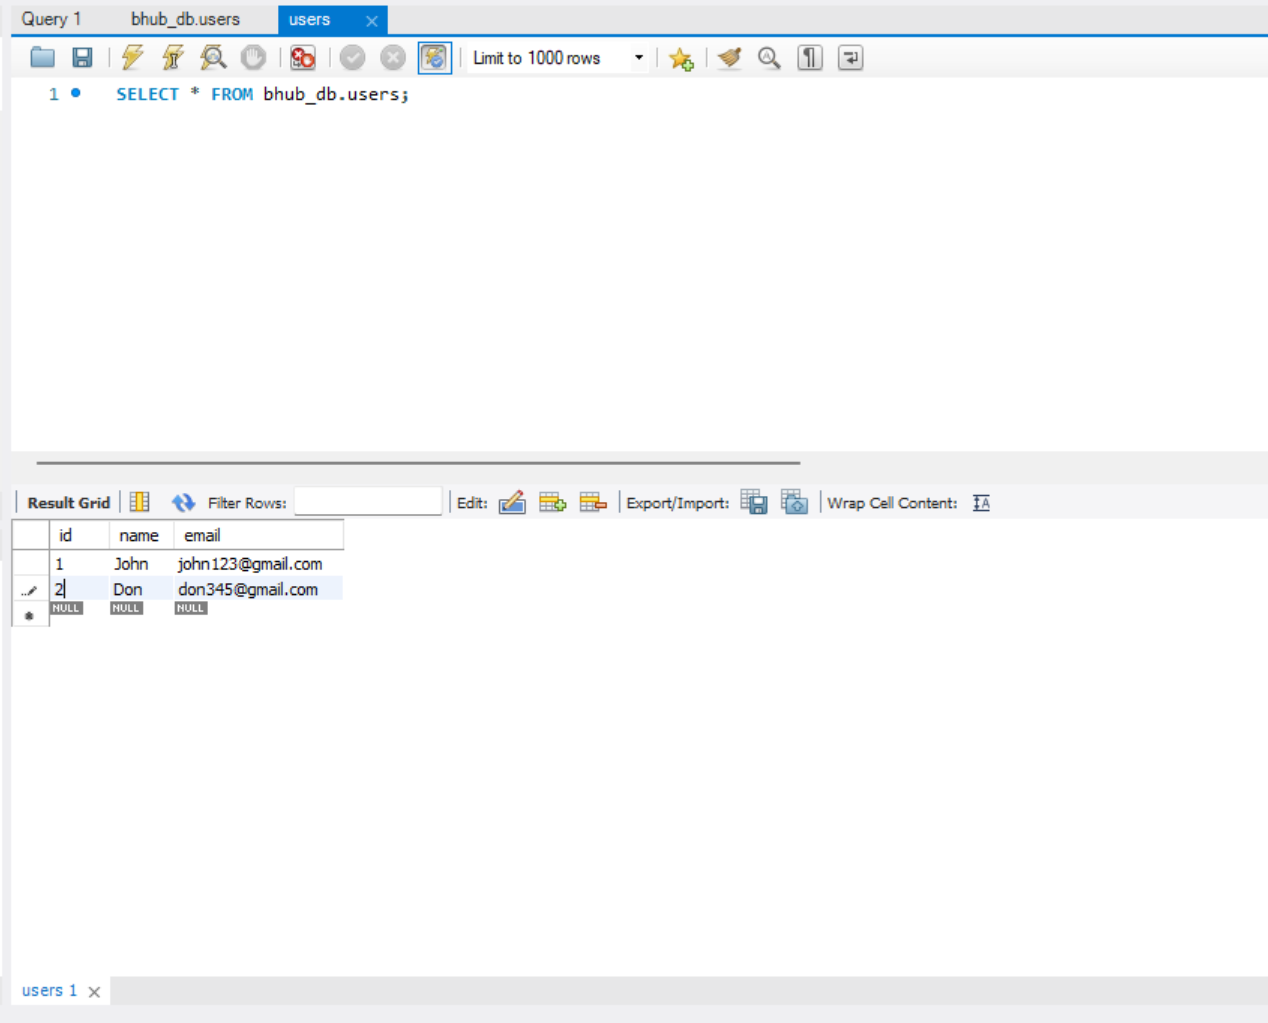 Query 1 bhub_db.users users
Limit to 1000 rows
1 SELECT * FROM bhub_db.users;
Result Grid Filter Rows: Edit: Export/Import: Wrap Cell Content:
id name email
1 John john123@gmail.com
2 Don don345@gmail.com
NULL NULL NULL
users 1